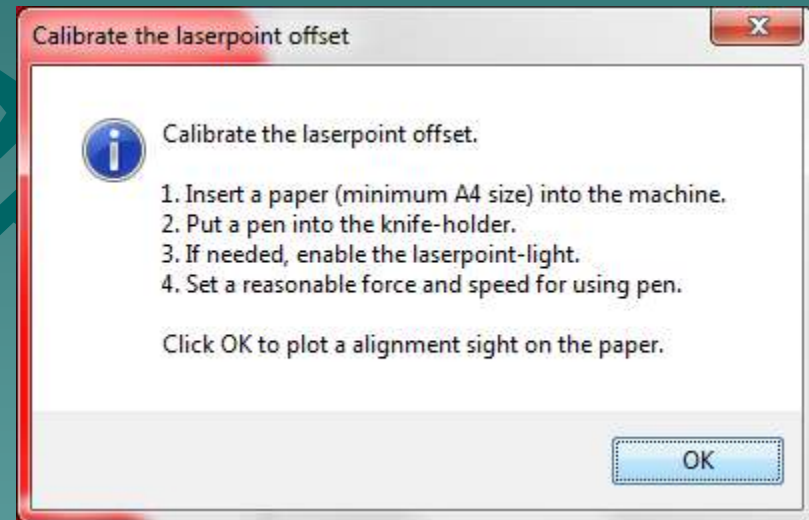 Calibrate the laserpoint offset
Calibrate the laserpoint offset.
1. Insert a paper (minimum A4 size) into the machine.
2. Put a pen into the knife-holder.
3. If needed, enable the laserpoint-light.
4. Set a reasonable force and speed for using pen.
Click OK to plot a alignment sight on the paper.
OK